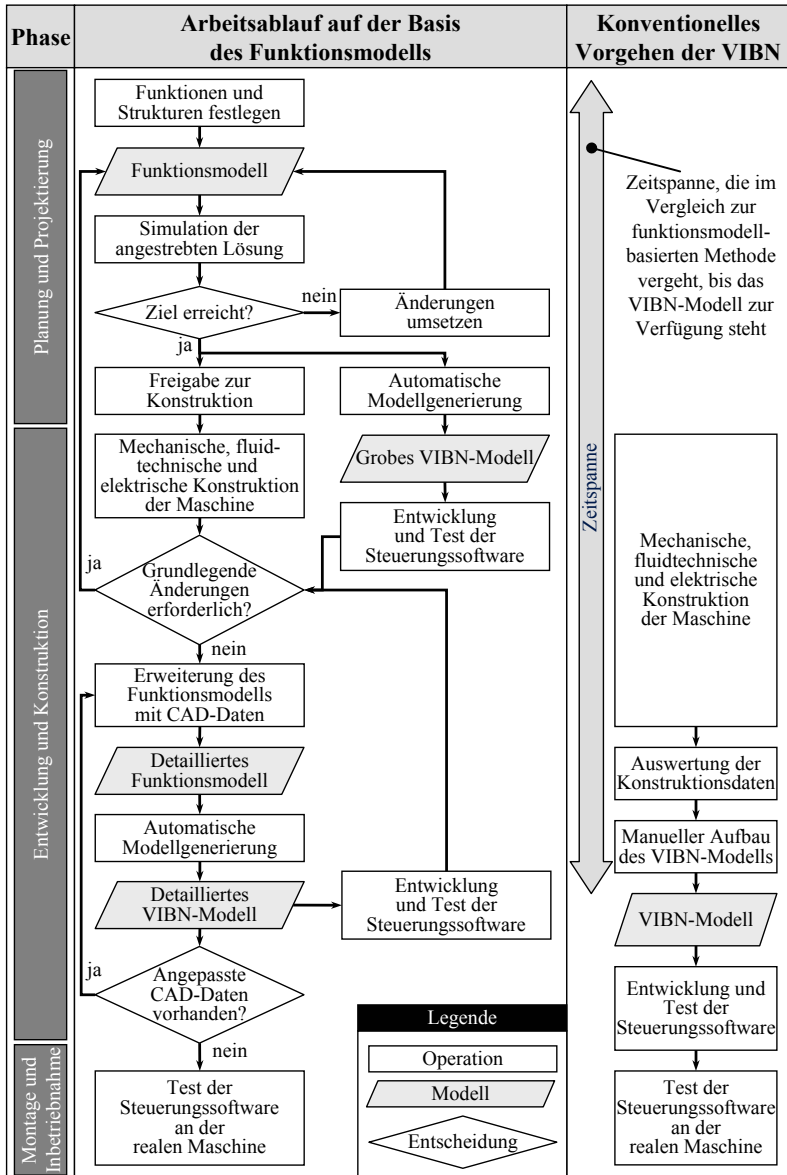 Phase
Arbeitsablauf auf der Basis
des Funktionsmodells
Konventionelles
Vorgehen der VIBN
Planung und Projektierung
Funktionen und
Strukturen festlegen
Funktionsmodell
Simulation der
angestrebten Lösung
Ziel erreicht?
nein
Änderungen
umsetzen
ja
Freigabe zur
Konstruktion
Automatische
Modellgenerierung
Entwicklung und Konstruktion
Mechanische, fluid-
technische und
elektrische Konstruktion
der Maschine
Grobes VIBN-Modell
Entwicklung
und Test der
Steuerungssoftware
ja
Grundlegende
Änderungen
erforderlich?
nein
Erweiterung des
Funktionsmodells
mit CAD-Daten
Detailliertes
Funktionsmodell
Automatische
Modellgenerierung
Detailliertes
VIBN-Modell
Entwicklung
und Test der
Steuerungssoftware
ja
Angepasste
CAD-Daten
vorhanden?
nein
Montage und
Inbetriebnahme
Test der
Steuerungssoftware
an der
realen Maschine
Legende
Operation
Modell
Entscheidung
Zeitspanne
Zeitspanne, die im
Vergleich zur
funktionsmodell-
basierten Methode
vergeht, bis das
VIBN-Modell zur
Verfügung steht
Mechanische,
fluidtechnische
und elektrische
Konstruktion
der Maschine
Auswertung der
Konstruktionsdaten
Manueller Aufbau
des VIBN-Modells
VIBN-Modell
Entwicklung und
Test der
Steuerungssoftware
Test der
Steuerungssoftware
an der
realen Maschine